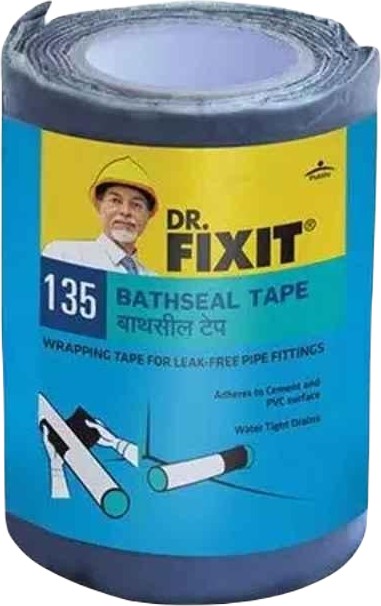 Pidilite
DR.
FIXIT®
135
BATHSEAL TAPE
बाथसील टेप
WRAPPING TAPE FOR LEAK-FREE PIPE FITTINGS
Adheres to Cement and
PVC surface
Water Tight Drains